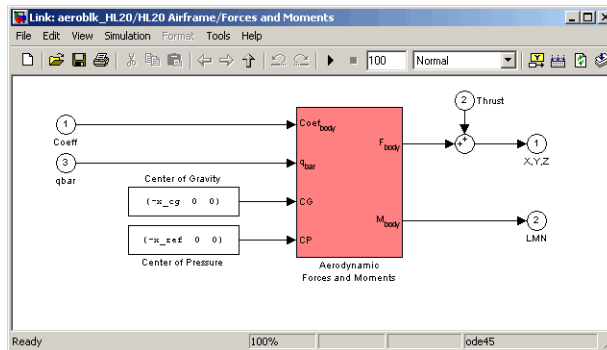 Link: aeroblk_HL20/HL20 Airframe/Forces and Moments
File Edit View Simulation Format Tools Help
100 Normal
2 Thrust
1
Coeff
3
qbar
Center of Gravity
(-x_cg 0 0)
(-x_ref 0 0)
Center of Pressure
Coef body
q bar
CG
CP
F body
M body
Aerodynamic
Forces and Moments
++
1
X,Y,Z
2
LMN
Ready 100% ode45